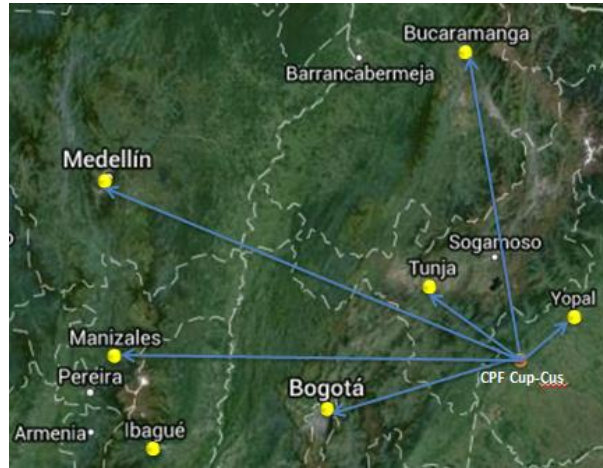 Bucaramanga
Barrancabermeja
Medellín
Sogamoso
Tunja
Yopal
Manizales
CPF Cup-Cus
Pereira
Bogotá
Armenia
Ibagué